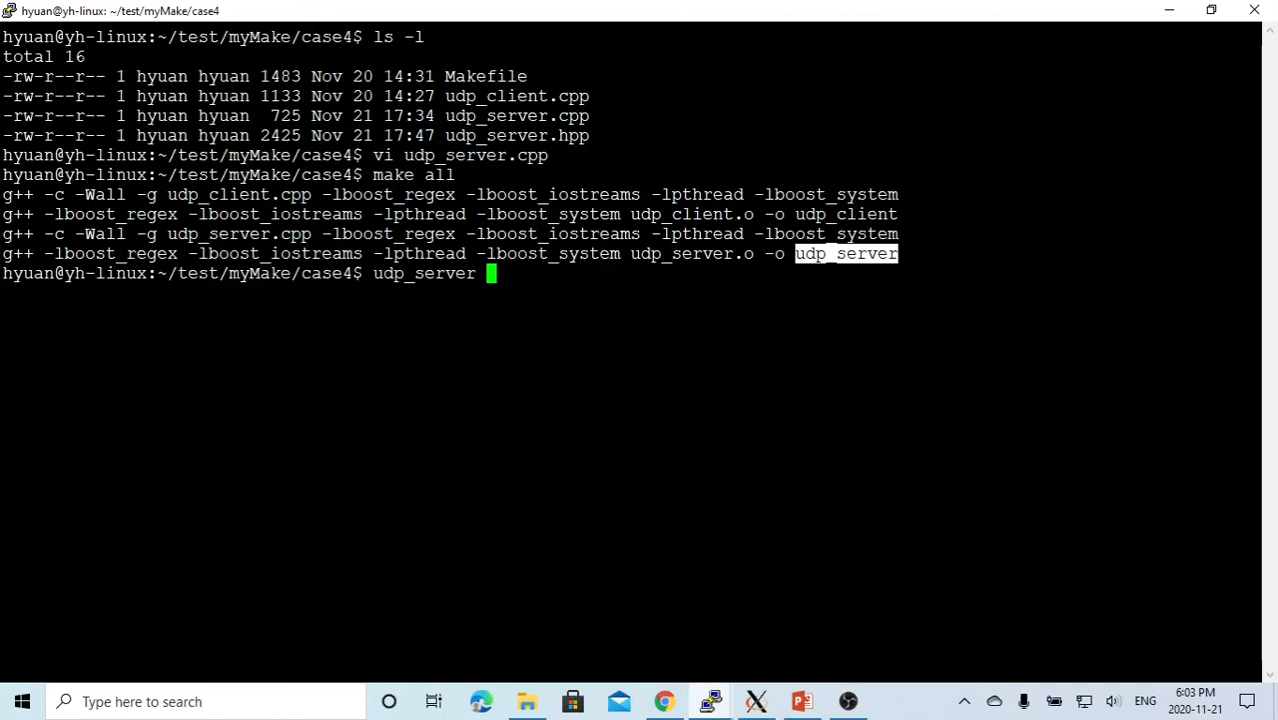 hyuan@yh-linux: ~/test/myMake/case4
hyuan@yh-linux:~/test/myMake/case4$ ls -l
total 16
-rw-r--r-- 1 hyuan hyuan 1483 Nov 20 14:31 Makefile
-rw-r--r-- 1 hyuan hyuan 1133 Nov 20 14:27 udp_client.cpp
-rw-r--r-- 1 hyuan hyuan  725 Nov 21 17:34 udp_server.cpp
-rw-r--r-- 1 hyuan hyuan 2425 Nov 21 17:47 udp_server.hpp
hyuan@yh-linux:~/test/myMake/case4$ vi udp_server.cpp
hyuan@yh-linux:~/test/myMake/case4$ make all
g++ -c -Wall -g udp_client.cpp -lboost_regex -lboost_iostreams -lpthread -lboost_system
g++ -lboost_regex -lboost_iostreams -lpthread -lboost_system udp_client.o -o udp_client
g++ -c -Wall -g udp_server.cpp -lboost_regex -lboost_iostreams -lpthread -lboost_system
g++ -lboost_regex -lboost_iostreams -lpthread -lboost_system udp_server.o -o udp_server
hyuan@yh-linux:~/test/myMake/case4$ udp_server
Type here to search
ENG
6:03 PM
2020-11-21